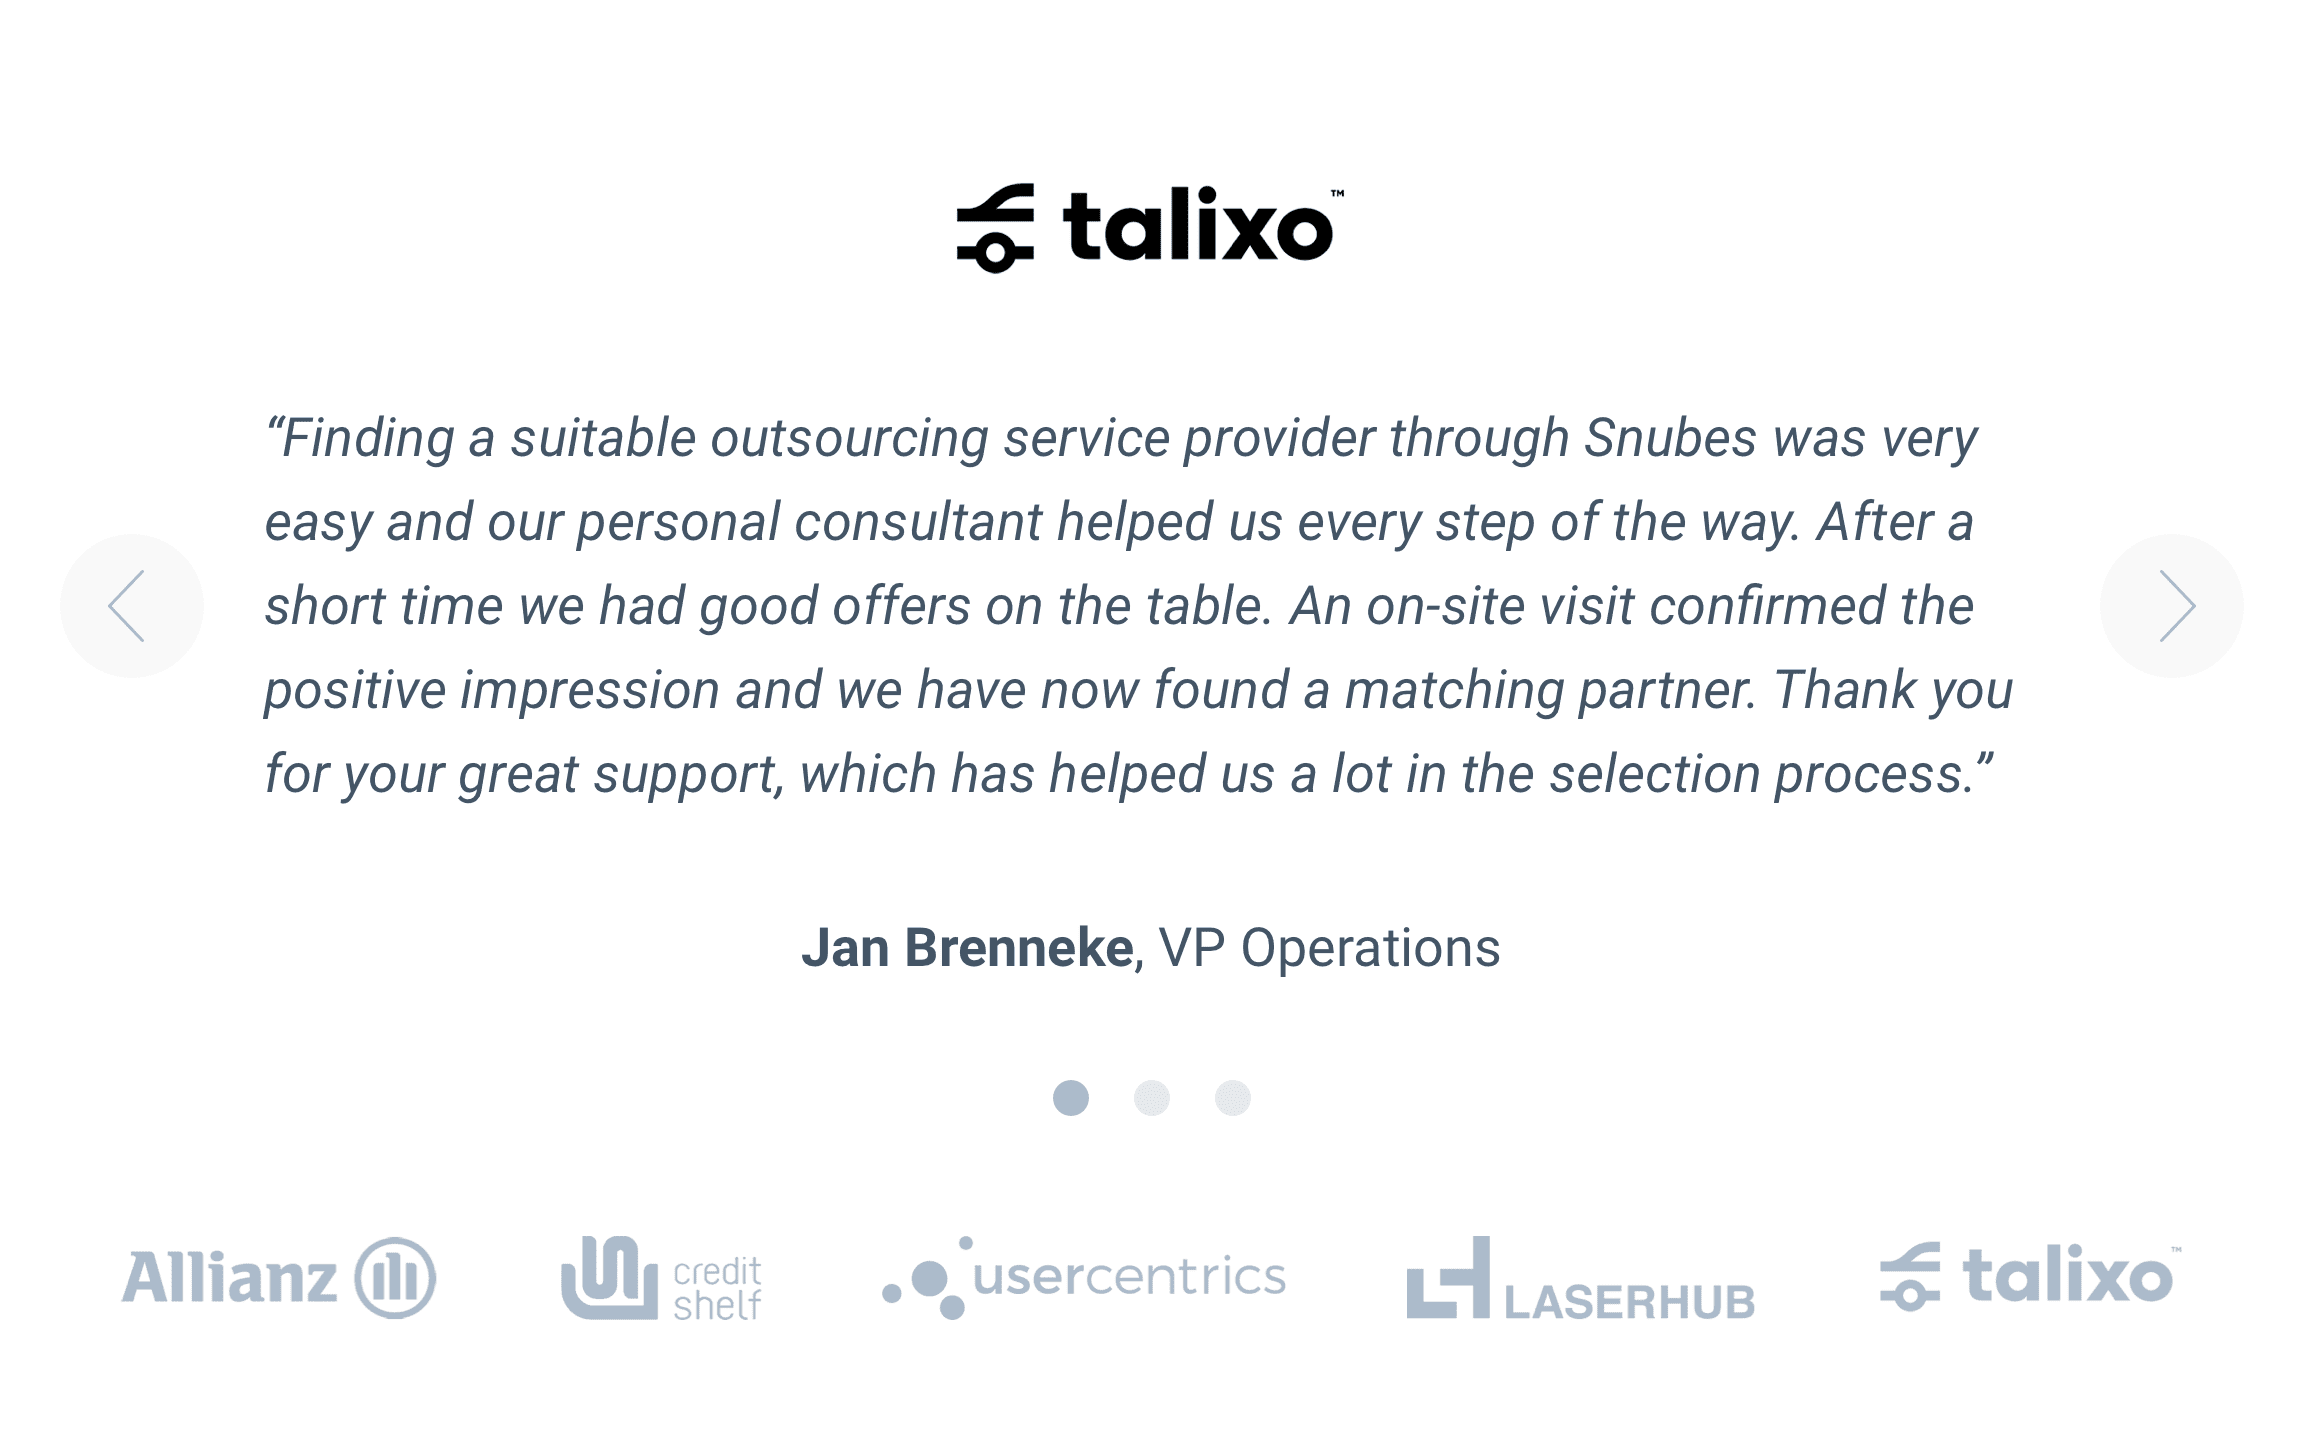 talixo™
“Finding a suitable outsourcing service provider through Snubes was very
easy and our personal consultant helped us every step of the way. After a
short time we had good offers on the table. An on-site visit confirmed the
positive impression and we have now found a matching partner. Thank you
for your great support, which has helped us a lot in the selection process.”
Jan Brenneke, VP Operations
Allianz
credit
shelf
usercentrics
LASERHUB
talixo™